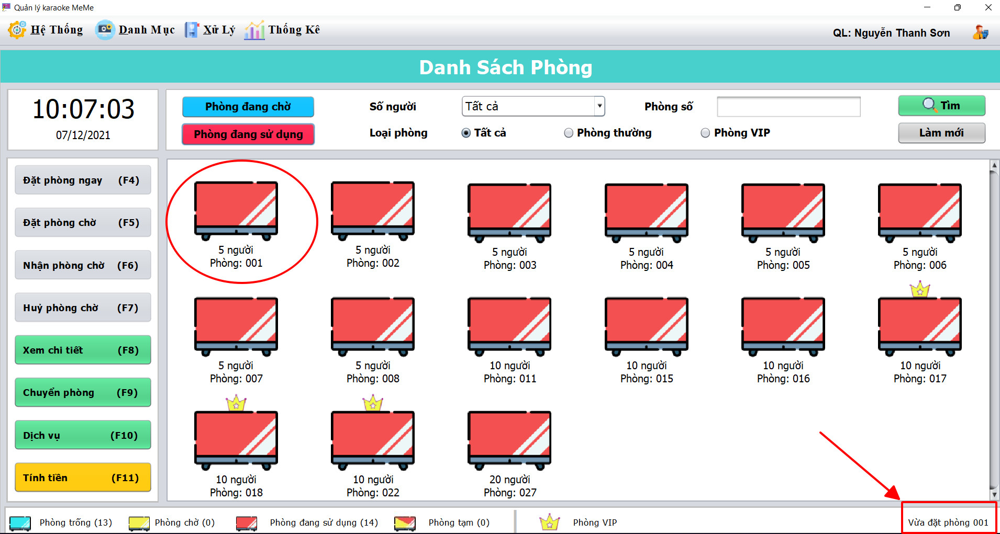 Quản lý karaoke MeMe
Hệ Thống Danh Mục Xử Lý Thống Kê
QL: Nguyễn Thanh Sơn
Danh Sách Phòng
10:07:03
07/12/2021
Phòng đang chờ
Số người
Tất cả
Phòng số
Tìm
Phòng đang sử dụng
Loại phòng
Tất cả
Phòng thường
Phòng VIP
Làm mới
Đặt phòng ngay (F4)
Đặt phòng chờ (F5)
Nhận phòng chờ (F6)
Huỷ phòng chờ (F7)
Xem chi tiết (F8)
Chuyển phòng (F9)
Dịch vụ (F10)
Tính tiền (F11)
5 người
Phòng: 001
5 người
Phòng: 002
5 người
Phòng: 003
5 người
Phòng: 004
5 người
Phòng: 005
5 người
Phòng: 006
5 người
Phòng: 007
5 người
Phòng: 008
10 người
Phòng: 011
10 người
Phòng: 015
10 người
Phòng: 016
10 người
Phòng: 017
10 người
Phòng: 018
10 người
Phòng: 022
20 người
Phòng: 027
Phòng trống (13)
Phòng chờ (0)
Phòng đang sử dụng (14)
Phòng tạm (0)
Phòng VIP
Vừa đặt phòng 001